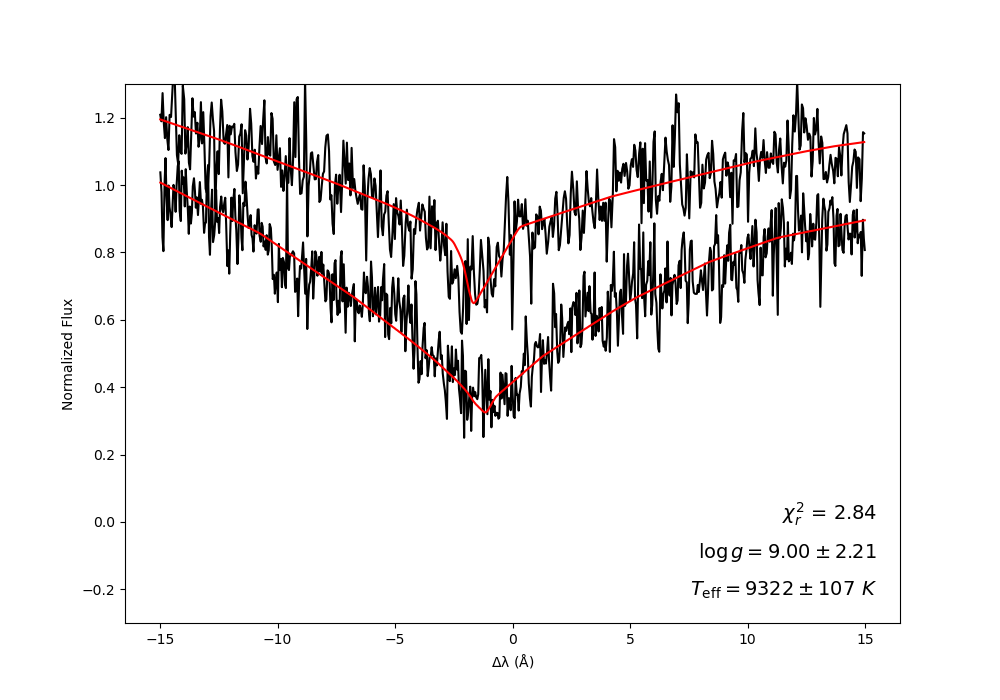 1.2
1.0
0.8
0.6
0.4
0.2
0.0
−0.2
Normalized Flux
χ²ᵣ = 2.84
log g = 9.00 ± 2.21
T_eff = 9322 ± 107 K
−15 −10 −5 0 5 10 15
Δλ (Å)